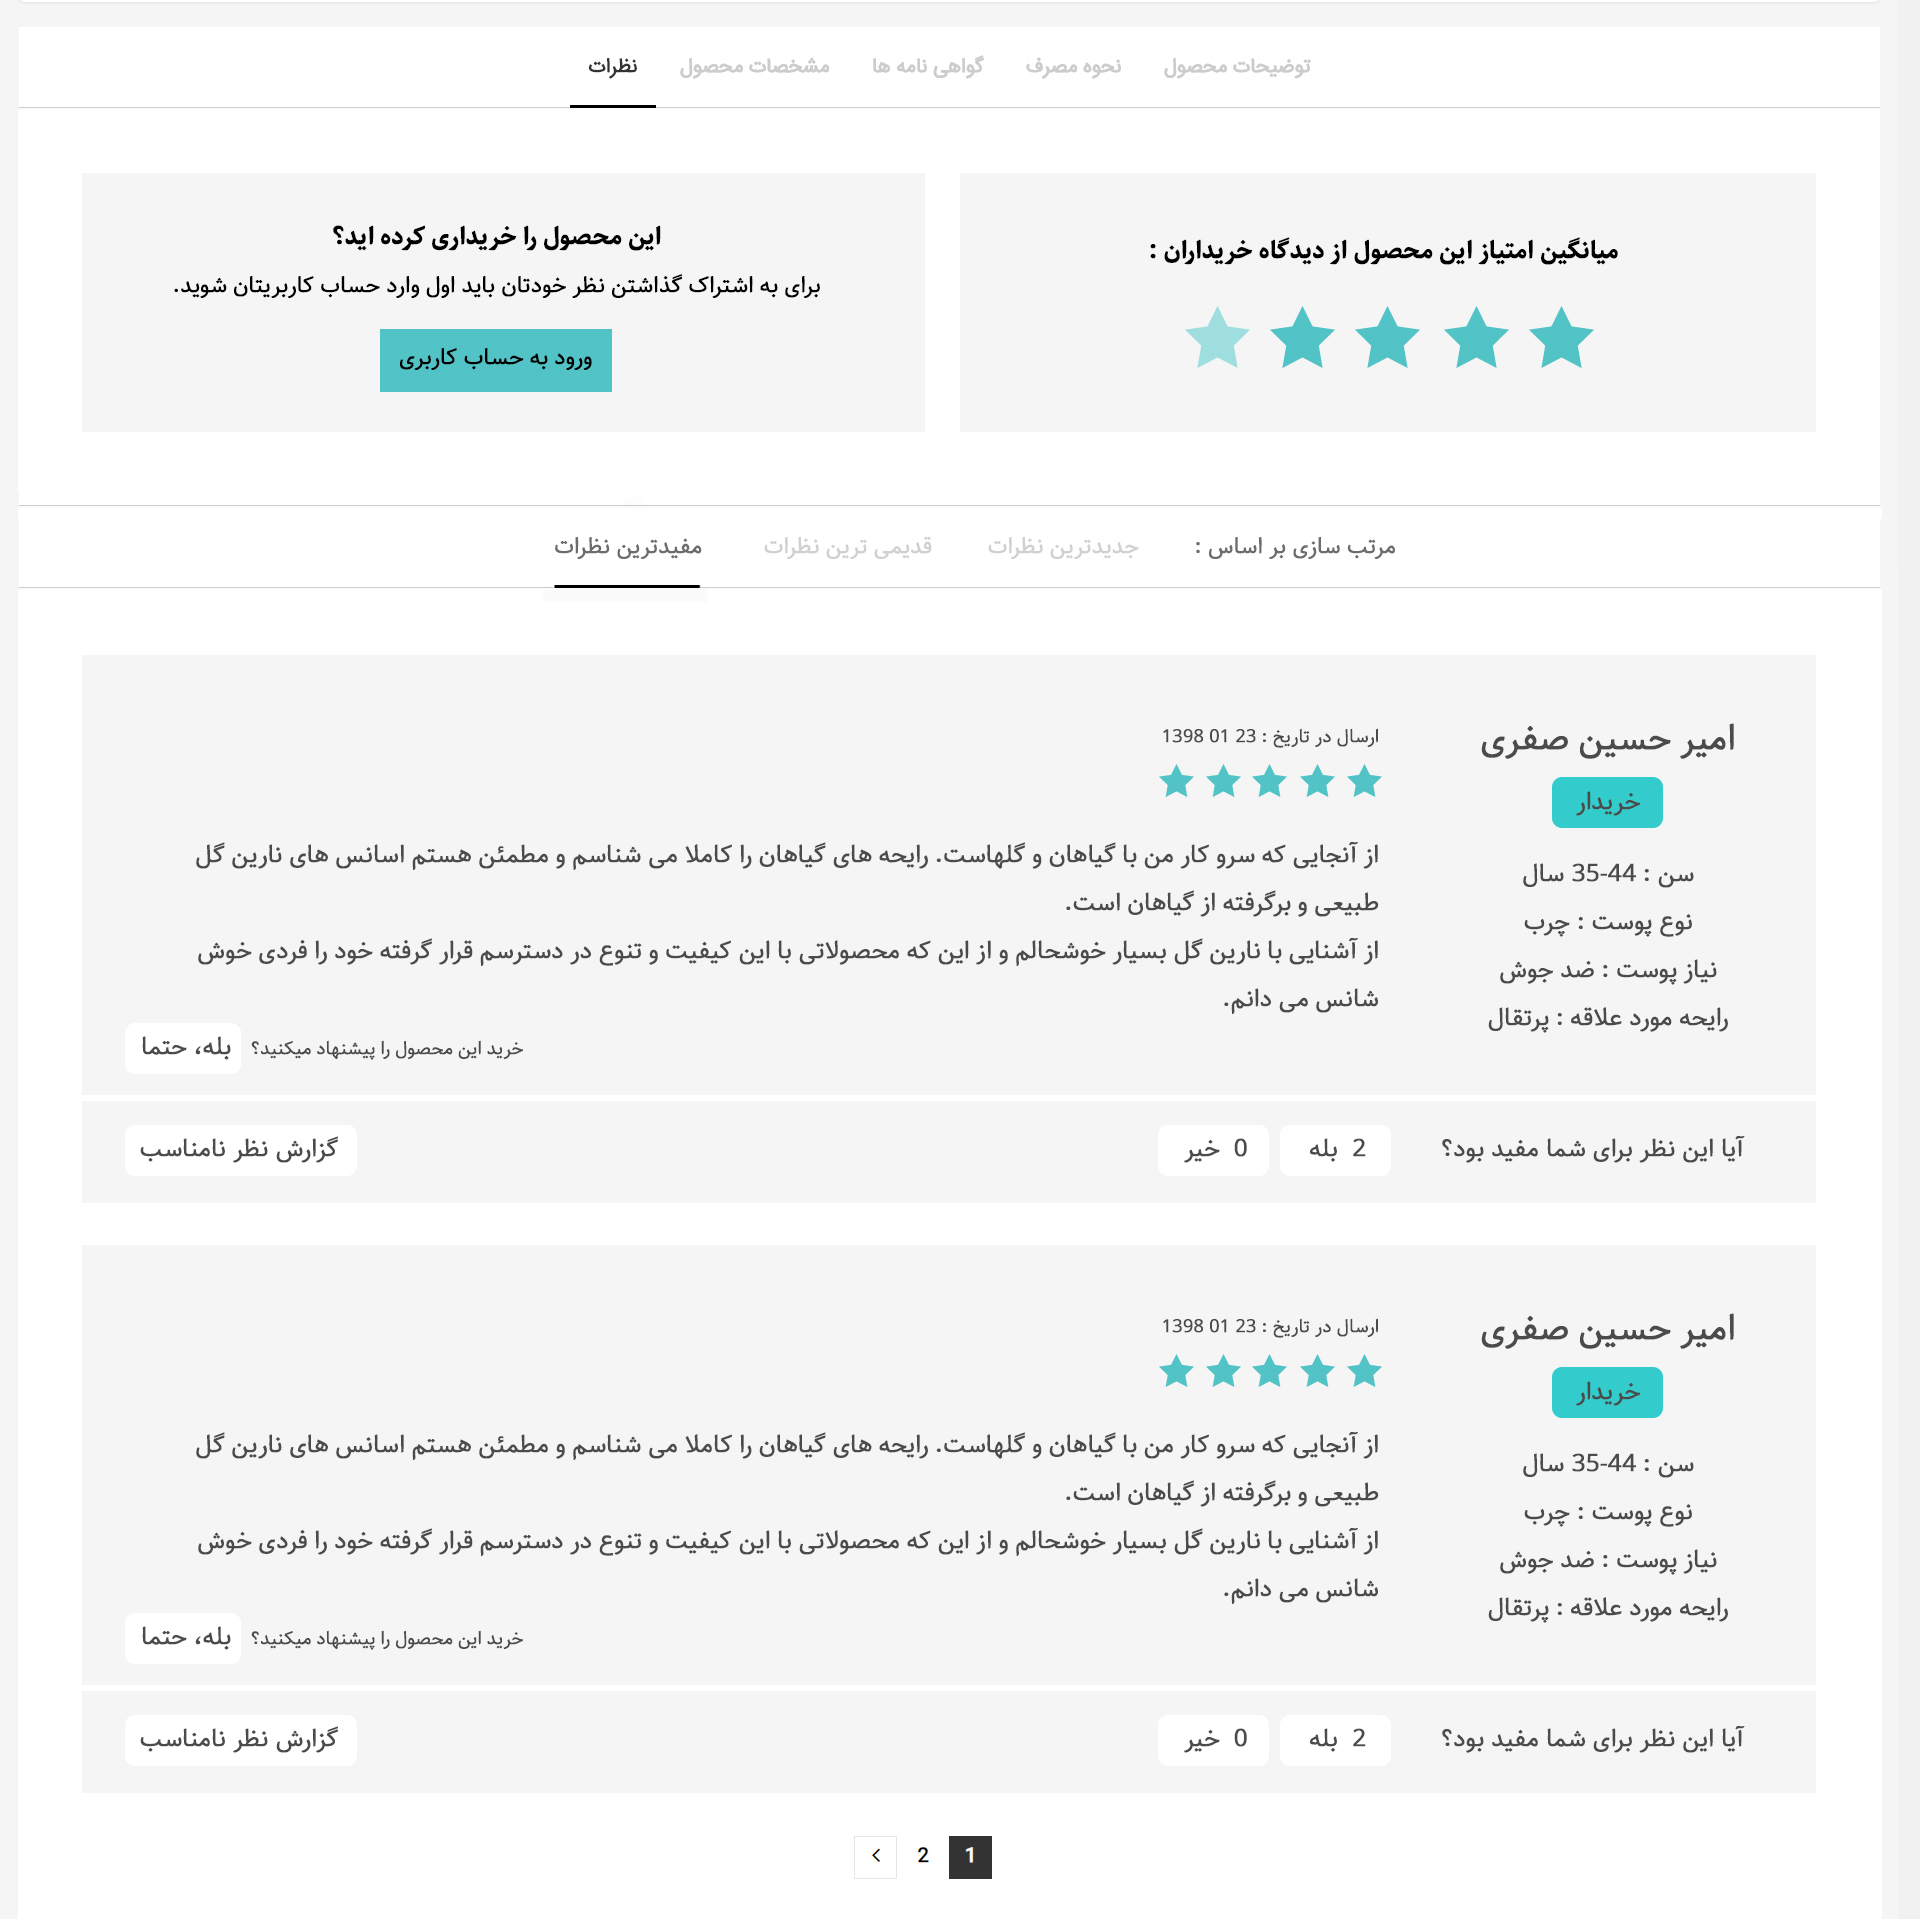 توضیحات محصول نحوه مصرف گواهی نامه ها مشخصات محصول نظرات
میانگین امتیاز این محصول از دیدگاه خریداران :
این محصول را خریداری کرده اید؟
برای به اشتراک گذاشتن نظر خودتان باید اول وارد حساب کاربریتان شوید.
ورود به حساب کاربری
مرتب سازی بر اساس : جدیدترین نظرات قدیمی ترین نظرات مفیدترین نظرات
امیر حسین صفری
خریدار
سن : 35-44 سال
نوع پوست : چرب
نیاز پوست : ضد جوش
رایحه مورد علاقه : پرتقال
ارسال در تاریخ : 23 01 1398
از آنجایی که سرو کار من با گیاهان و گلهاست. رایحه های گیاهان را کاملا می شناسم و مطمئن هستم اسانس های نارین گل
طبیعی و برگرفته از گیاهان است.
از آشنایی با نارین گل بسیار خوشحالم و از این که محصولاتی با این کیفیت و تنوع در دسترسم قرار گرفته خود را فردی خوش
شانس می دانم.
خرید این محصول را پیشنهاد میکنید؟ بله، حتما
آیا این نظر برای شما مفید بود؟ 2 بله 0 خیر گزارش نظر نامناسب
امیر حسین صفری
خریدار
سن : 35-44 سال
نوع پوست : چرب
نیاز پوست : ضد جوش
رایحه مورد علاقه : پرتقال
ارسال در تاریخ : 23 01 1398
از آنجایی که سرو کار من با گیاهان و گلهاست. رایحه های گیاهان را کاملا می شناسم و مطمئن هستم اسانس های نارین گل
طبیعی و برگرفته از گیاهان است.
از آشنایی با نارین گل بسیار خوشحالم و از این که محصولاتی با این کیفیت و تنوع در دسترسم قرار گرفته خود را فردی خوش
شانس می دانم.
خرید این محصول را پیشنهاد میکنید؟ بله، حتما
آیا این نظر برای شما مفید بود؟ 2 بله 0 خیر گزارش نظر نامناسب
1 2